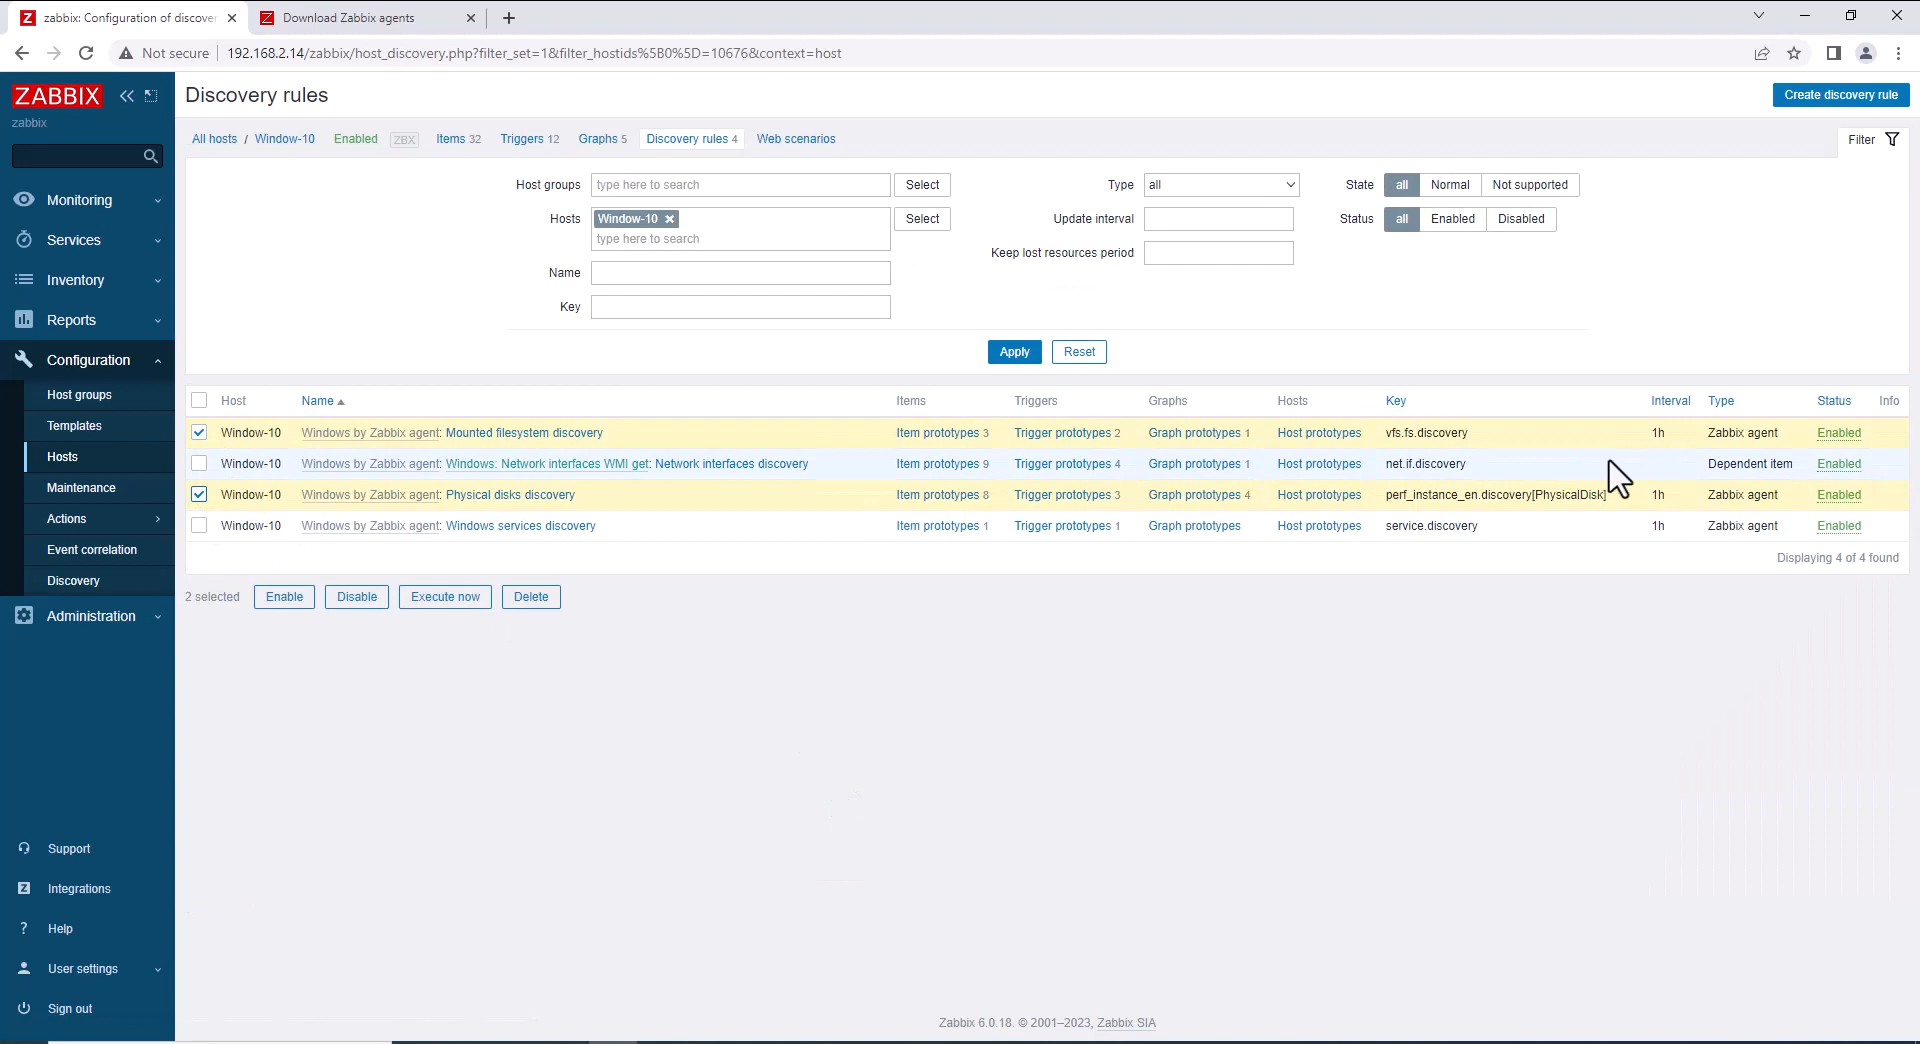 zabbix: Configuration of discover
Download Zabbix agents
Not secure
192.168.2.14/zabbix/host_discovery.php?filter_set=1&filter_hostids%5B0%5D=10676&context=host
ZABBIX
zabbix
Monitoring
Services
Inventory
Reports
Configuration
Host groups
Templates
Hosts
Maintenance
Actions
Event correlation
Discovery
Administration
Support
Integrations
Help
User settings
Sign out
Discovery rules
Create discovery rule
All hosts / Window-10 Enabled ZBX Items 32 Triggers 12 Graphs 5 Discovery rules 4 Web scenarios
Filter
Host groups type here to search Select
Hosts Window-10 Select
type here to search
Name
Key
Type all
Update interval
Keep lost resources period
State all Normal Not supported
Status all Enabled Disabled
Apply Reset
Host Name Items Triggers Graphs Hosts Key Interval Type Status Info
Window-10 Windows by Zabbix agent: Mounted filesystem discovery Item prototypes 3 Trigger prototypes 2 Graph prototypes 1 Host prototypes vfs.fs.discovery 1h Zabbix agent Enabled
Window-10 Windows by Zabbix agent: Windows: Network interfaces WMI get: Network interfaces discovery Item prototypes 9 Trigger prototypes 4 Graph prototypes 1 Host prototypes net.if.discovery Dependent item Enabled
Window-10 Windows by Zabbix agent: Physical disks discovery Item prototypes 8 Trigger prototypes 3 Graph prototypes 4 Host prototypes perf_instance_en.discovery[PhysicalDisk] 1h Zabbix agent Enabled
Window-10 Windows by Zabbix agent: Windows services discovery Item prototypes 1 Trigger prototypes 1 Graph prototypes Host prototypes service.discovery 1h Zabbix agent Enabled
Displaying 4 of 4 found
2 selected Enable Disable Execute now Delete
Zabbix 6.0.18. © 2001–2023, Zabbix SIA